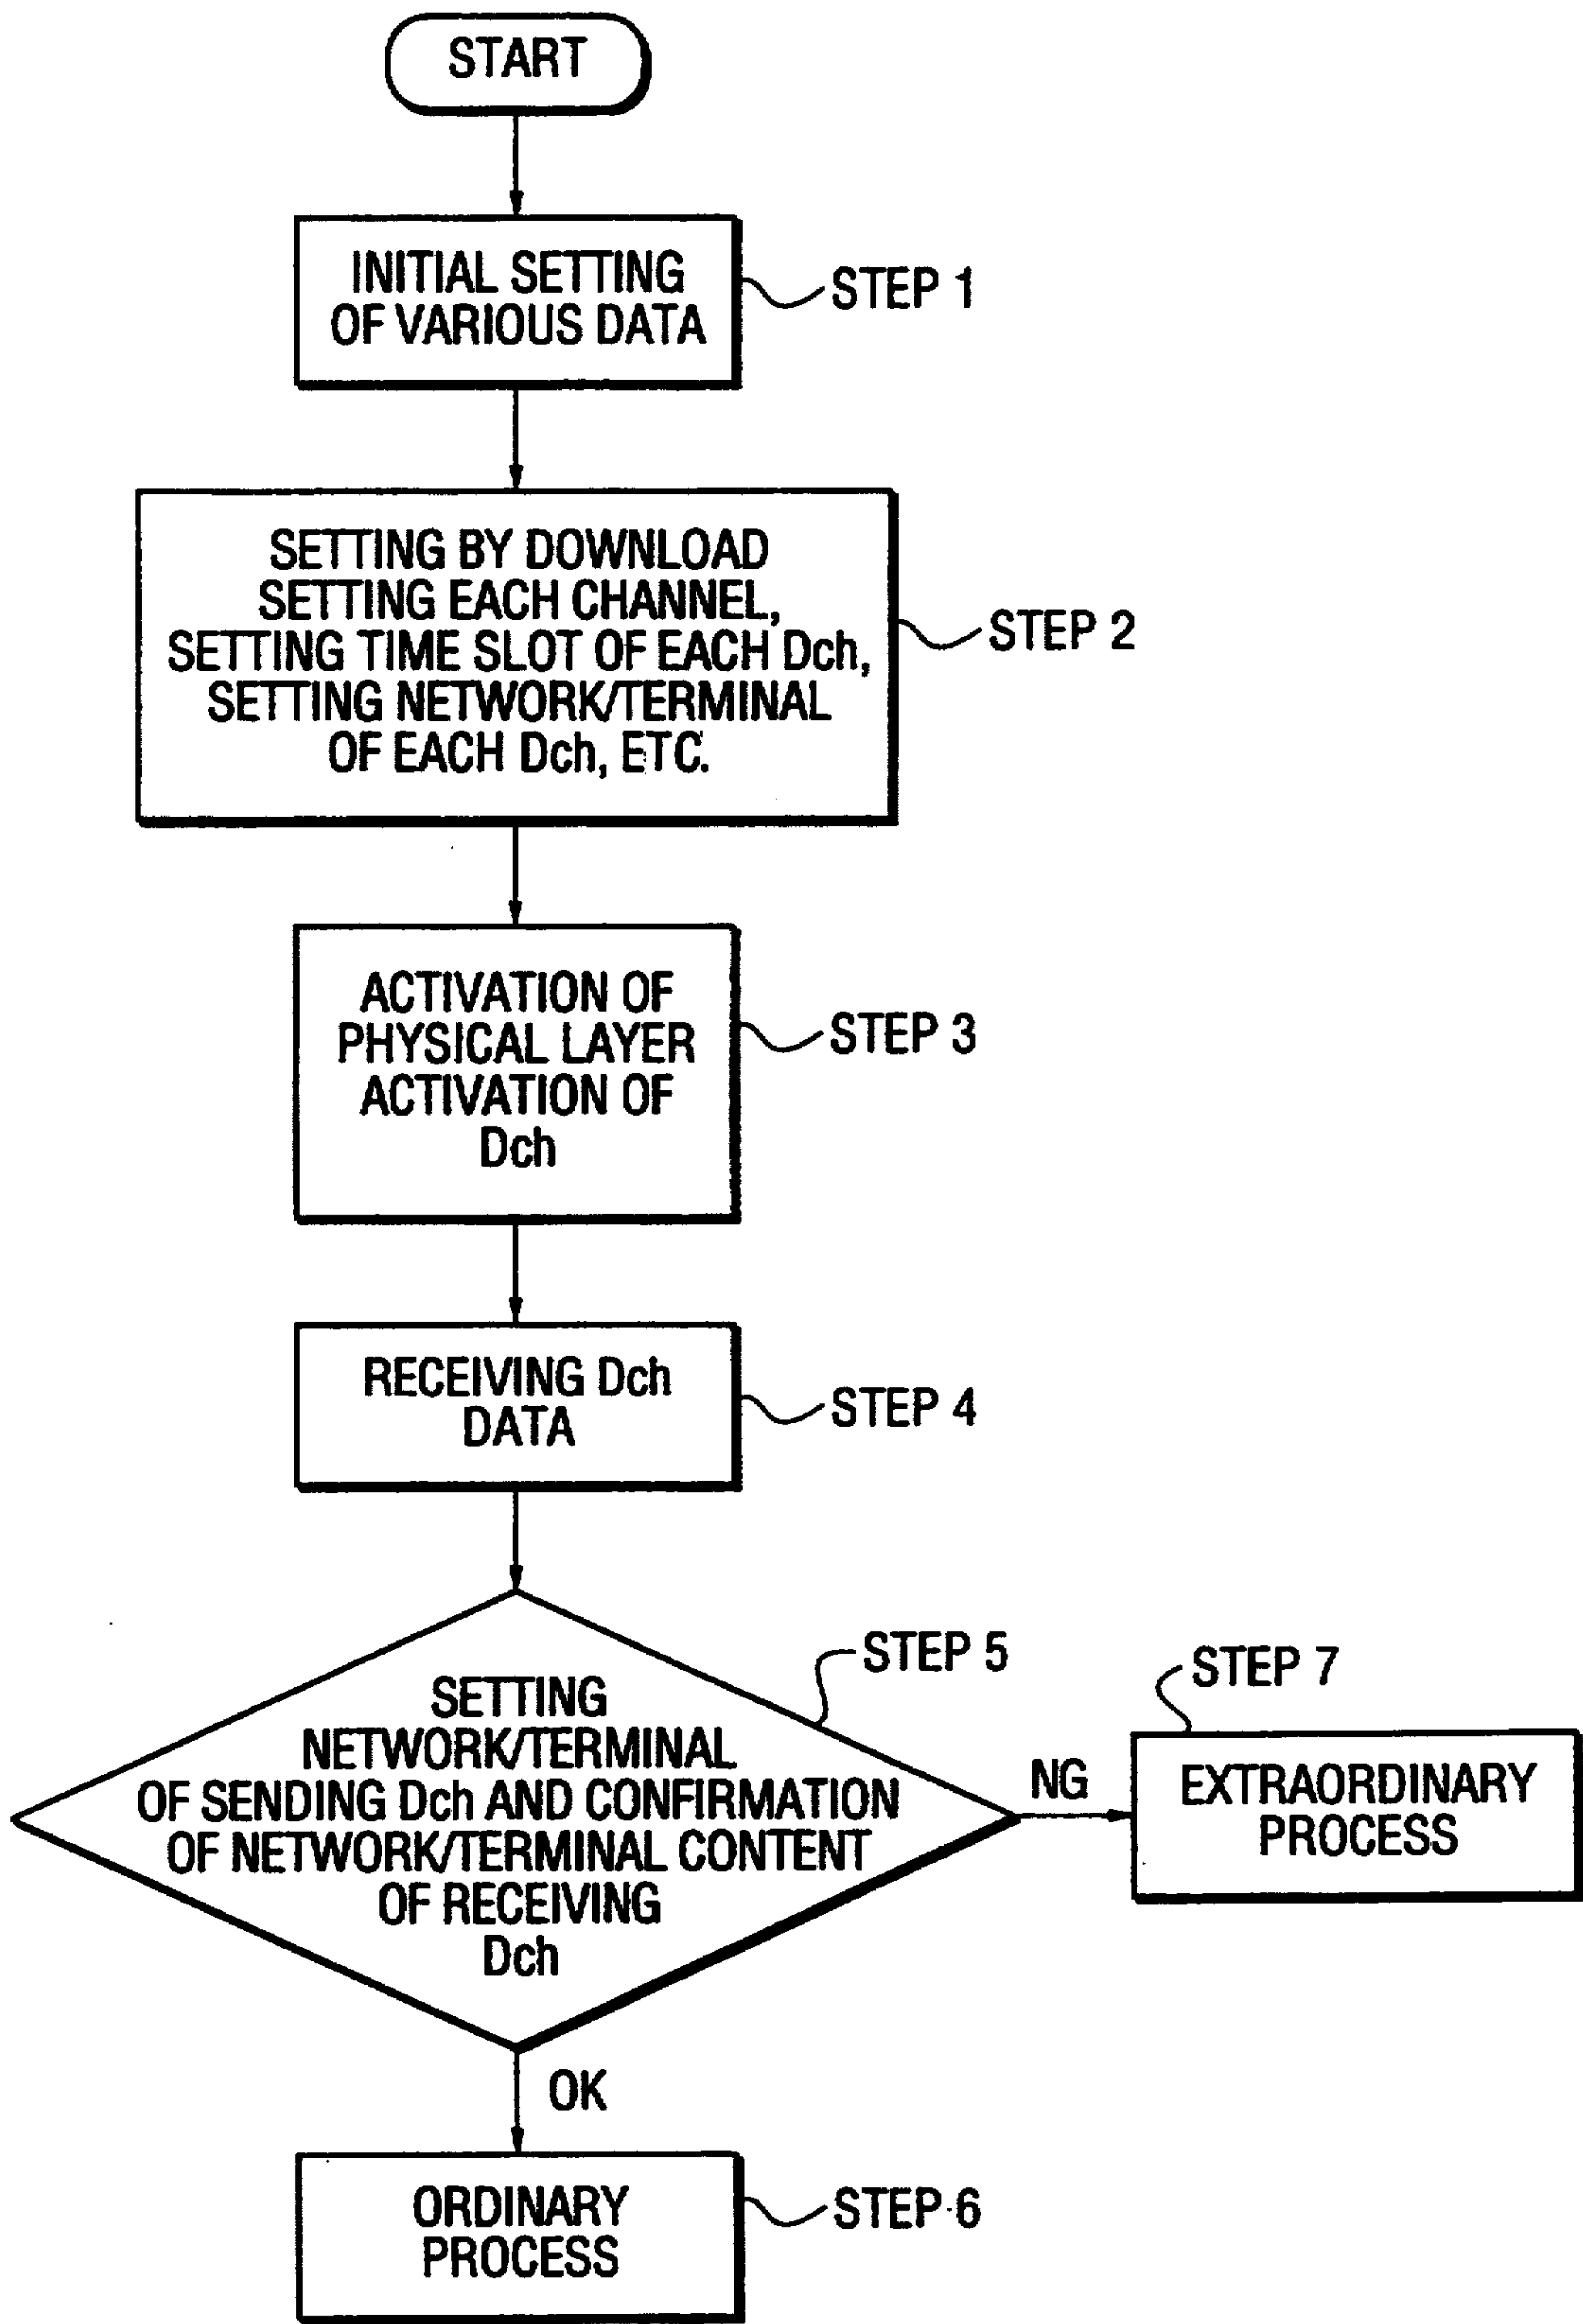 START
INITIAL SETTING
OF VARIOUS DATA
STEP 1
SETTING BY DOWNLOAD
SETTING EACH CHANNEL,
SETTING TIME SLOT OF EACH Dch,
SETTING NETWORK/TERMINAL
OF EACH Dch, ETC.
STEP 2
ACTIVATION OF
PHYSICAL LAYER
ACTIVATION OF
Dch
STEP 3
RECEIVING Dch
DATA
STEP 4
SETTING
NETWORK/TERMINAL
OF SENDING Dch AND CONFIRMATION
OF NETWORK/TERMINAL CONTENT
OF RECEIVING
Dch
STEP 5
NG
STEP 7
EXTRAORDINARY
PROCESS
OK
ORDINARY
PROCESS
STEP 6